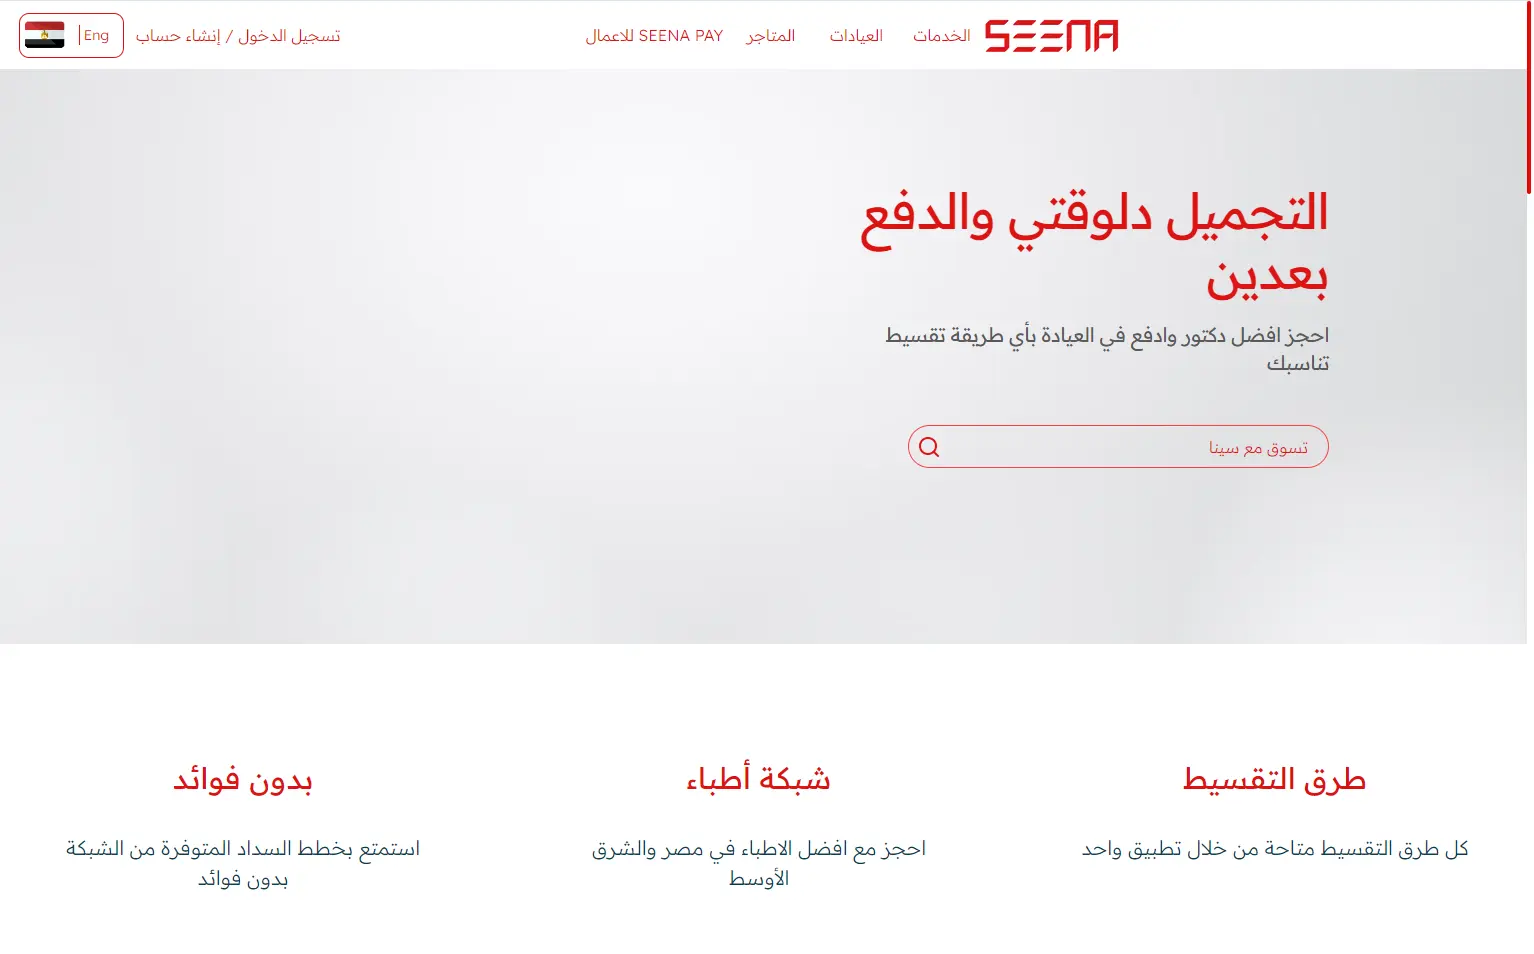 SEENA
الخدمات
العيادات
المتاجر
SEENA PAY للاعمال
تسجيل الدخول / إنشاء حساب
Eng
التجميل دلوقتي والدفع
بعدين
احجز افضل دكتور وادفع في العيادة بأي طريقة تقسيط
تناسبك
تسوق مع سينا
طرق التقسيط
كل طرق التقسيط متاحة من خلال تطبيق واحد
شبكة أطباء
احجز مع افضل الاطباء في مصر والشرق
الأوسط
بدون فوائد
استمتع بخطط السداد المتوفرة من الشبكة
بدون فوائد